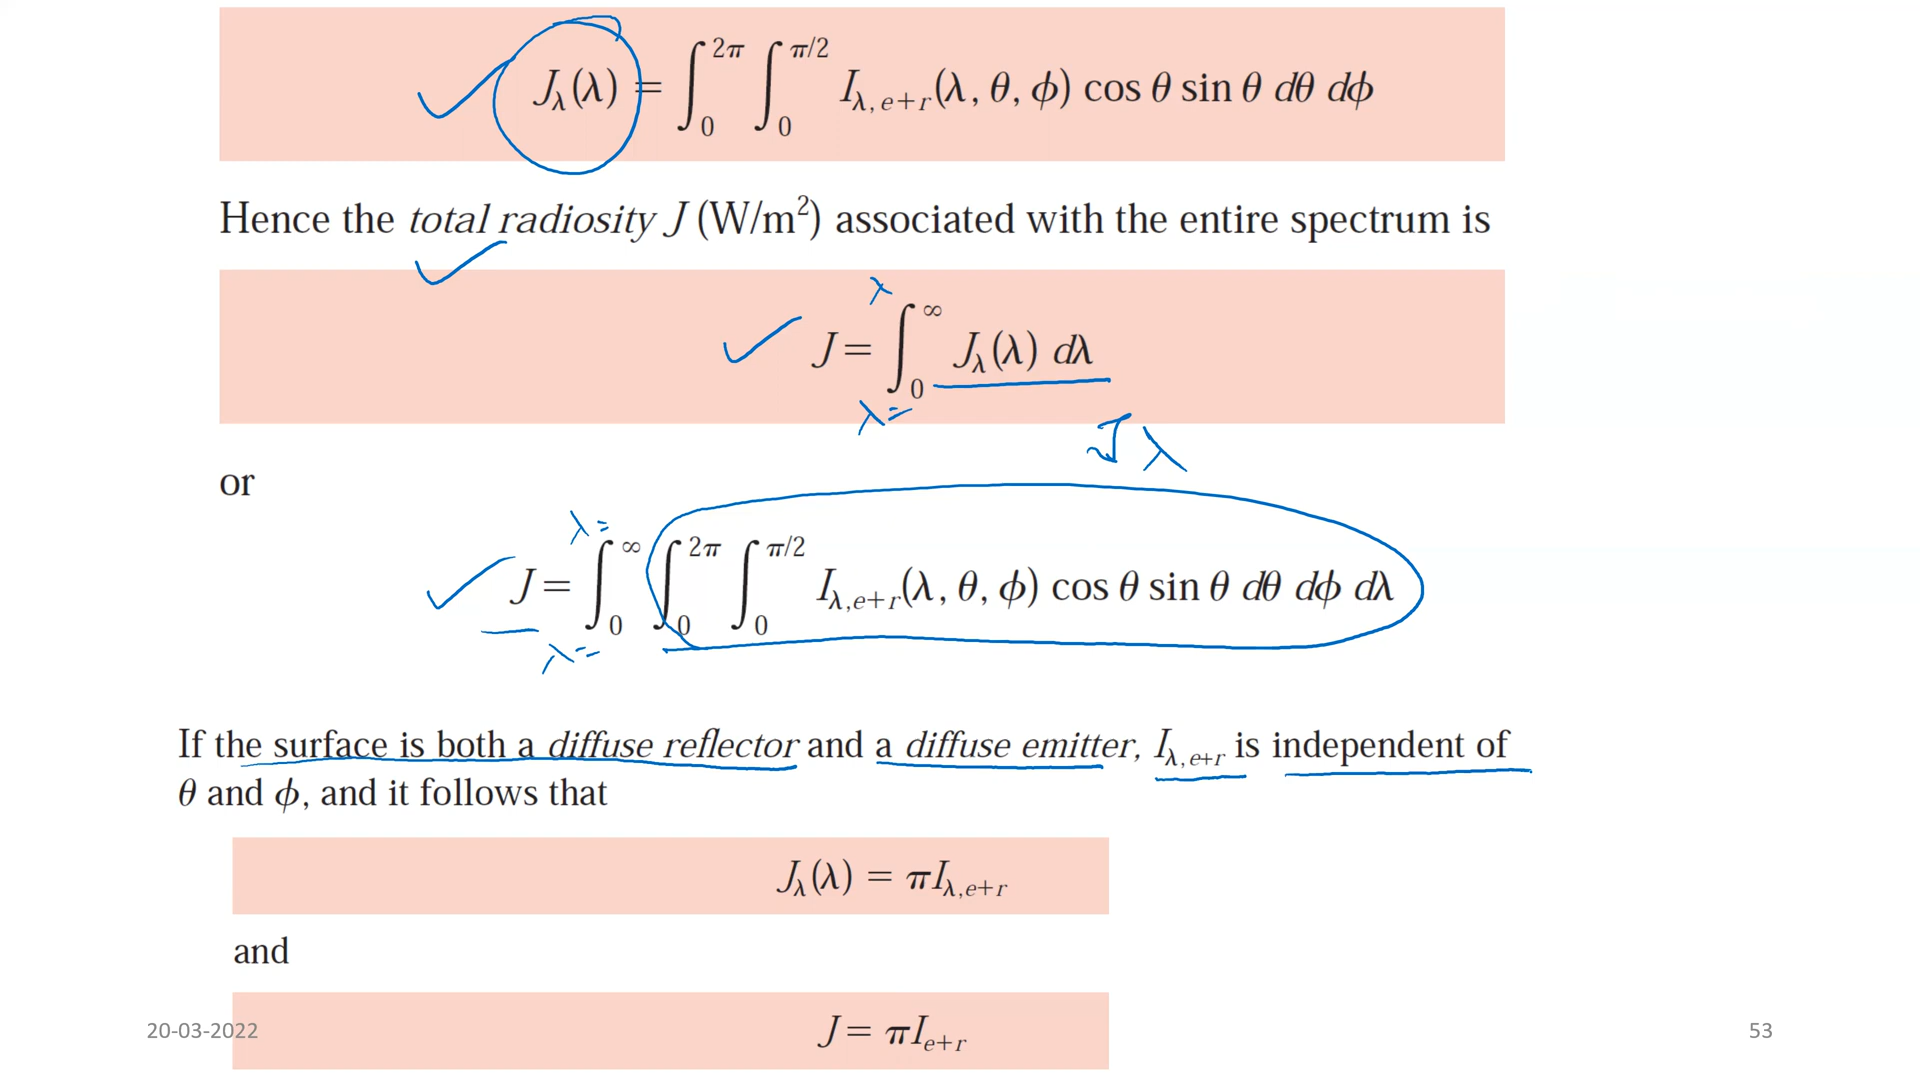 J_λ(λ) = ∫_0^{2π} ∫_0^{π/2} I_{λ,e+r}(λ, θ, ϕ) cos θ sin θ dθ dϕ
Hence the total radiosity J (W/m²) associated with the entire spectrum is
λ
J = ∫_0^∞ J_λ(λ) dλ
λ=
J λ
or
λ=
J = ∫_0^∞ ∫_0^{2π} ∫_0^{π/2} I_{λ,e+r}(λ, θ, ϕ) cos θ sin θ dθ dϕ dλ
λ=
If the surface is both a diffuse reflector and a diffuse emitter, I_{λ,e+r} is independent of
θ and ϕ, and it follows that
J_λ(λ) = πI_{λ,e+r}
and
J = πI_{e+r}
20-03-2022
53